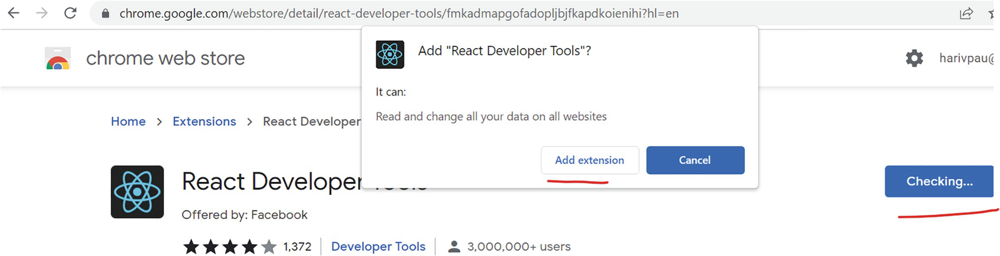 chrome.google.com/webstore/detail/react-developer-tools/fmkadmapgofadopljbjfkapdkoienihi?hl=en
chrome web store
harivpau@
Add "React Developer Tools"?
It can:
Read and change all your data on all websites
Add extension
Cancel
Home > Extensions > React Developer
React Developer Tools
Checking...
Offered by: Facebook
1,372
Developer Tools
3,000,000+ users